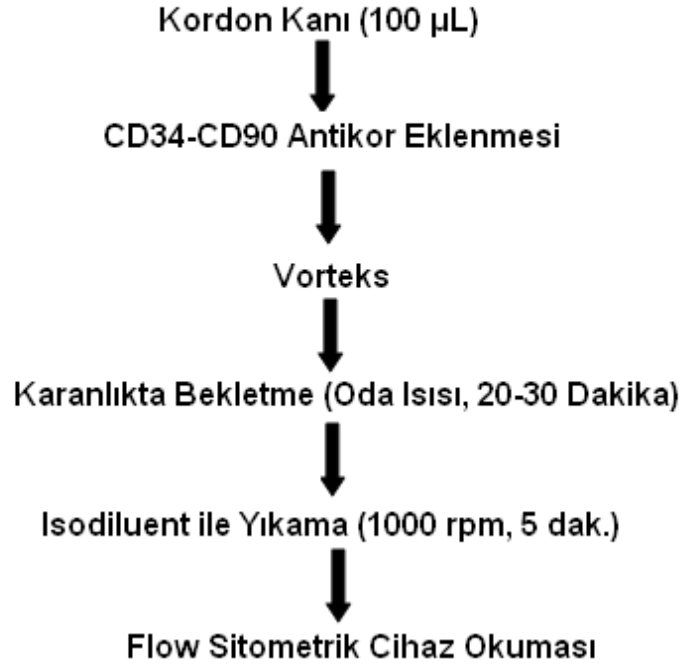 Kordon Kanı (100 µL)
CD34-CD90 Antikor Eklenmesi
Vorteks
Karanlıkta Bekletme (Oda Isısı, 20-30 Dakika)
Isodiluent ile Yıkama (1000 rpm, 5 dak.)
Flow Sitometrik Cihaz Okuması